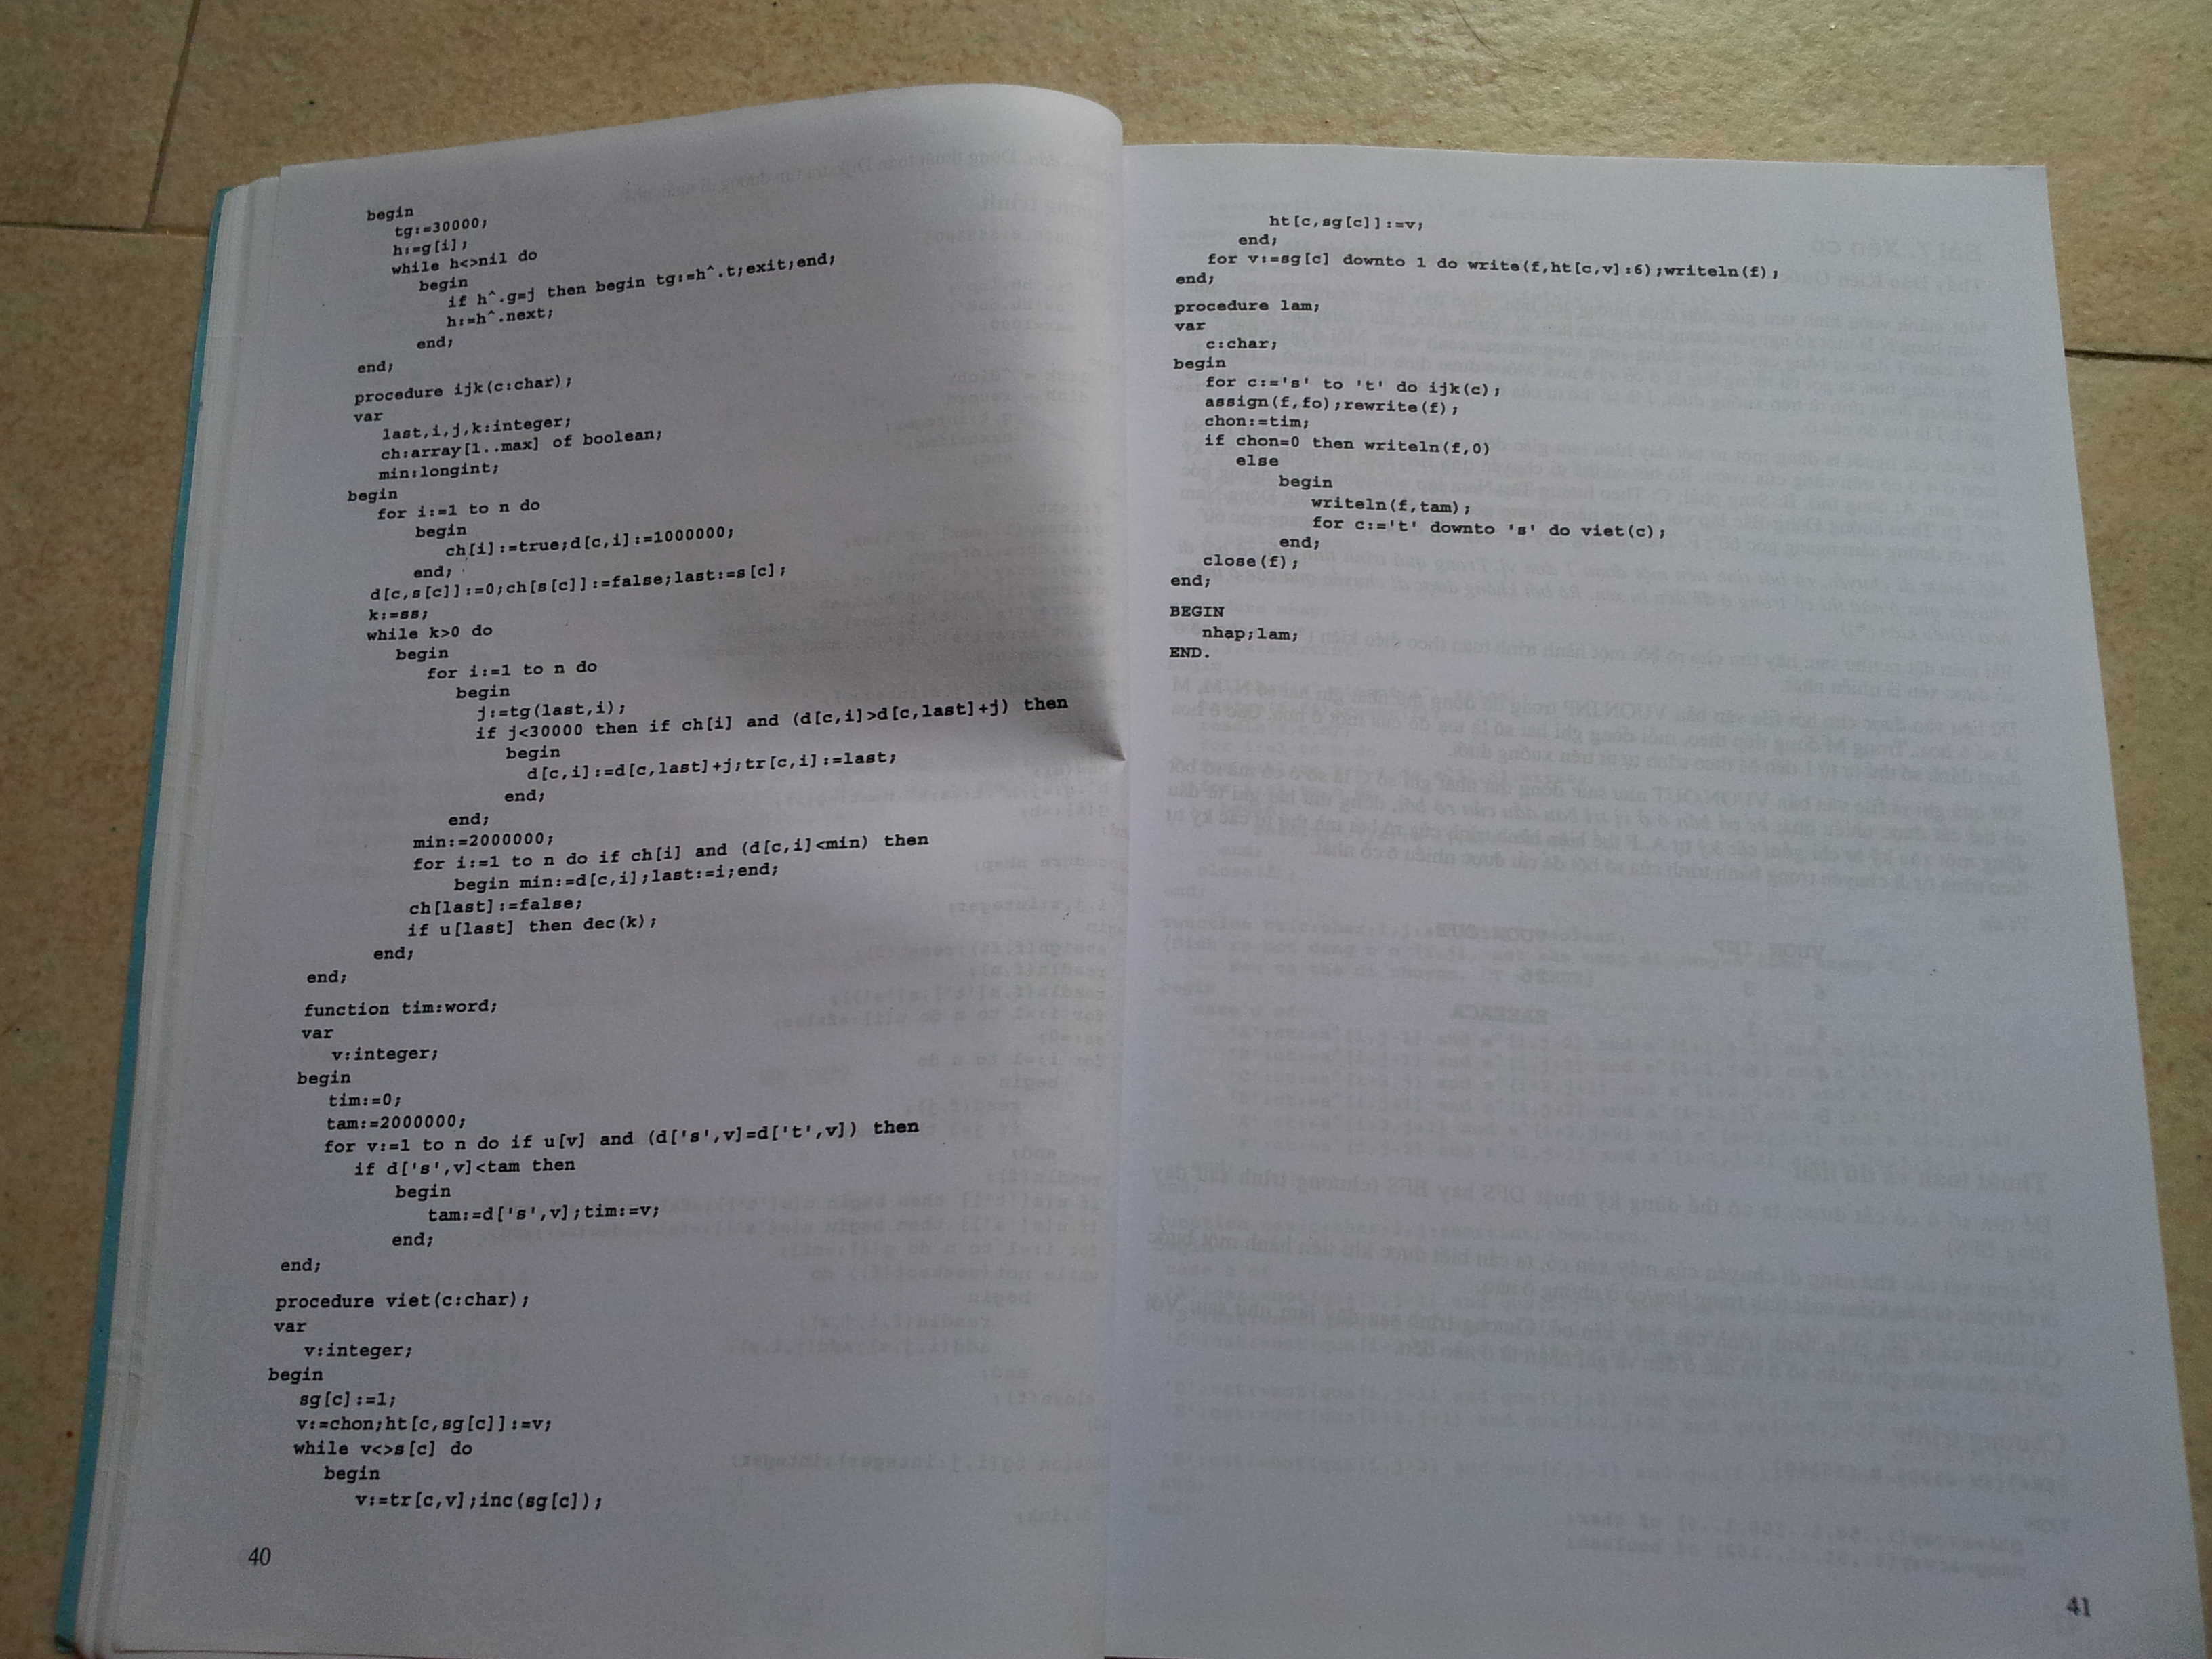 begin
tg:=30000;
h:=g[i];
while h<>nil do
begin
if h^.g=j then begin tg:=h^.t;exit;end;
h:=h^.next;
end;
end;
procedure ijk(c:char);
var
last,i,j,k:integer;
ch:array[1..max] of boolean;
min:longint;
begin
for i:=1 to n do
begin
ch[i]:=true;d[c,i]:=1000000;
end;
d[c,s[c]]:=0;ch[s[c]]:=false;last:=s[c];
k:=ss;
while k>0 do
begin
for i:=1 to n do
begin
j:=tg(last,i);
if j<30000 then if ch[i] and (d[c,i]>d[c,last]+j) then
begin
d[c,i]:=d[c,last]+j;tr[c,i]:=last;
end;
end;
min:=2000000;
for i:=1 to n do if ch[i] and (d[c,i]<min) then
begin min:=d[c,i];last:=i;end;
ch[last]:=false;
if u[last] then dec(k);
end;
end;
function tim:word;
var
v:integer;
begin
tim:=0;
tam:=2000000;
for v:=1 to n do if u[v] and (d['s',v]=d['t',v]) then
if d['s',v]<tam then
begin
tam:=d['s',v];tim:=v;
end;
end;
procedure viet(c:char);
var
v:integer;
begin
sg[c]:=1;
v:=chon;ht[c,sg[c]]:=v;
while v<>s[c] do
begin
v:=tr[c,v];inc(sg[c]);
40
ht[c,sg[c]]:=v;
end;
for v:=sg[c] downto 1 do write(f,ht[c,v]:6);writeln(f);
end;
procedure lam;
var
c:char;
begin
for c:='s' to 't' do ijk(c);
assign(f,fo);rewrite(f);
chon:=tim;
if chon=0 then writeln(f,0)
else
begin
writeln(f,tam);
for c:='t' downto 's' do viet(c);
end;
close(f);
end;
BEGIN
nhap;lam;
END.
41